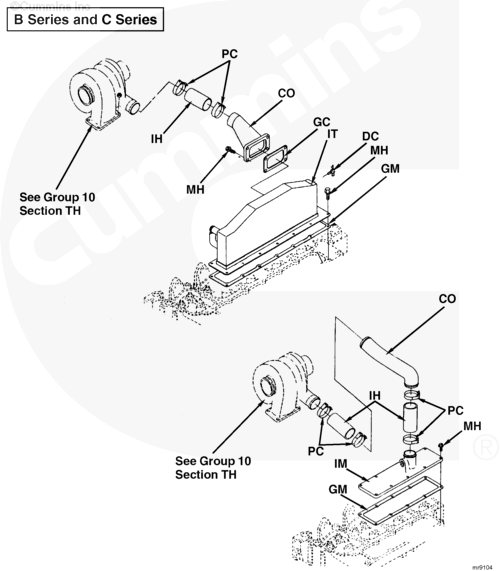 ©Cummins Inc
B Series and C Series
PC
CO
GC
IT
DC
MH
GM
IH
MH
See Group 10
Section TH
CO
IH
PC
MH
PC
IM
GM
See Group 10
Section TH
cummins
®
mr9104